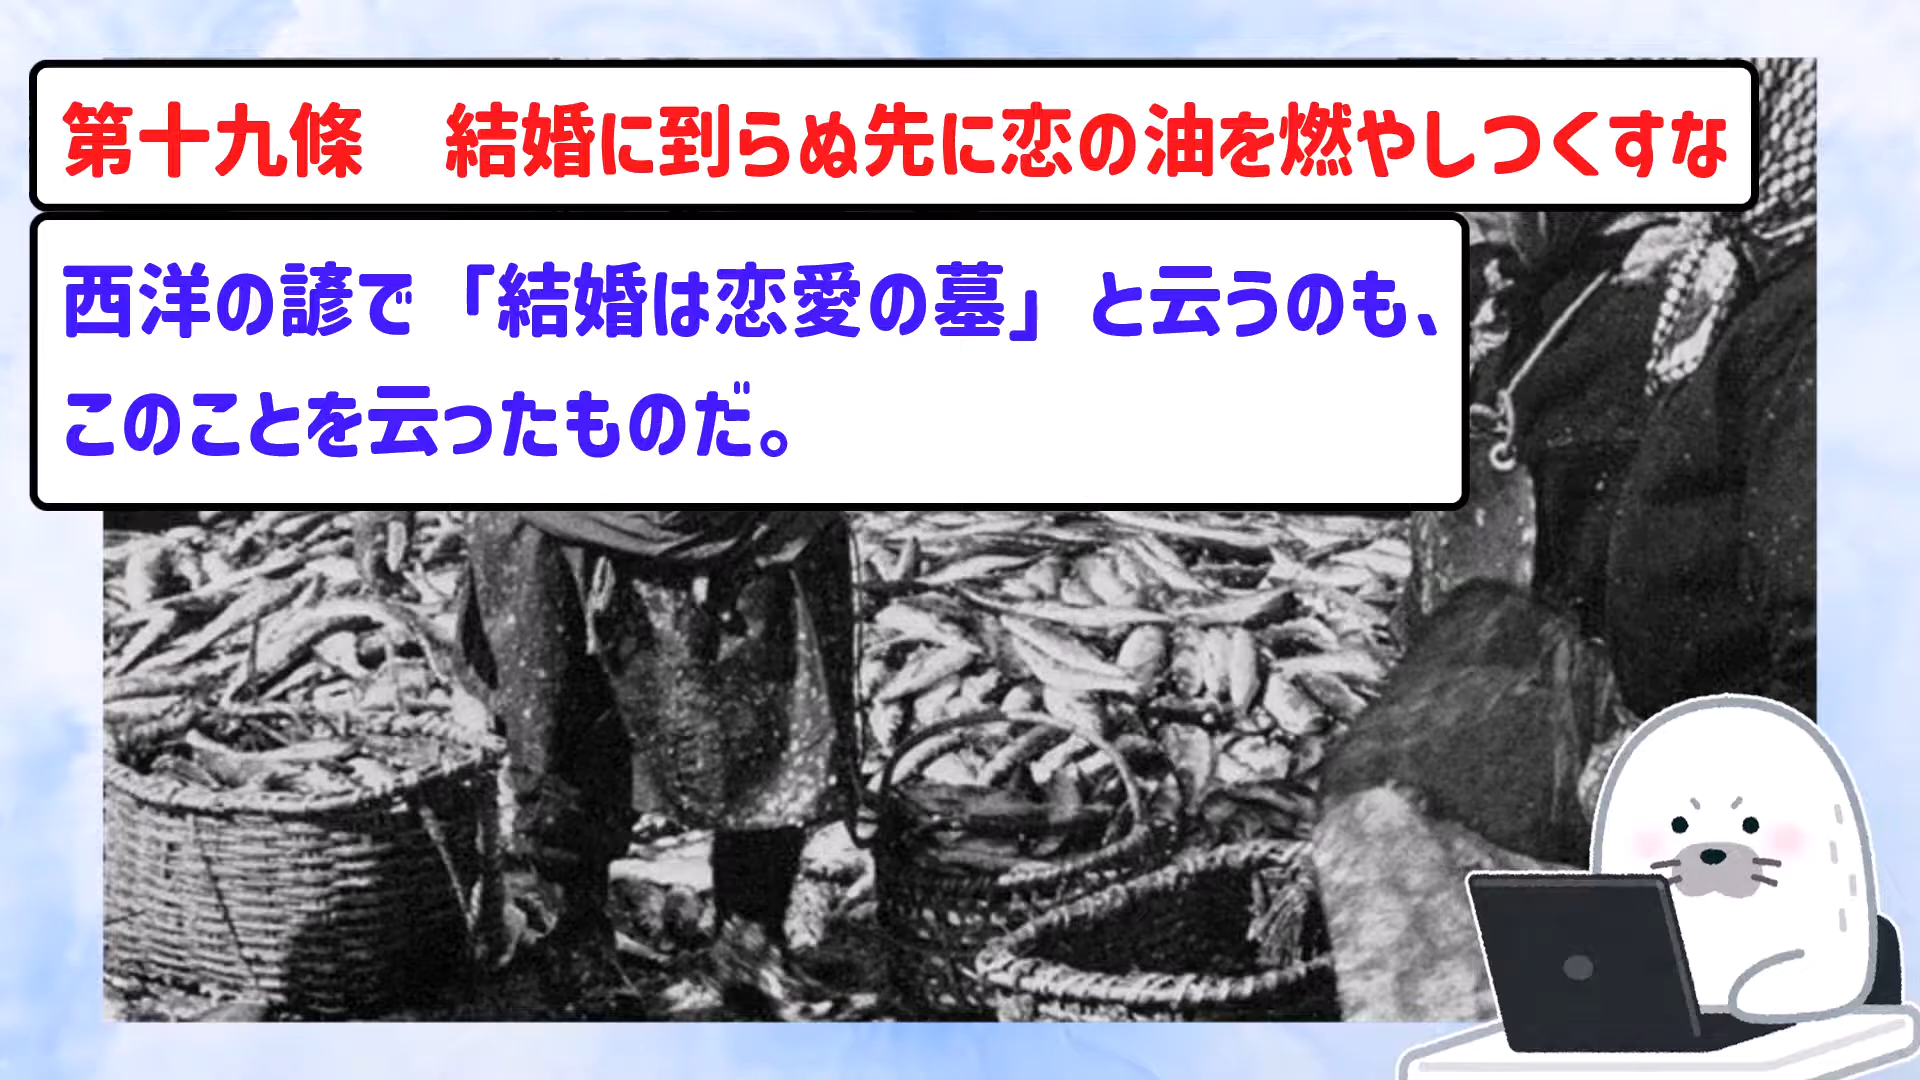 第十九條　結婚に到らぬ先に恋の油を燃やしつくすな
西洋の諺で「結婚は恋愛の墓」と云うのも、
このことを云ったものだ。